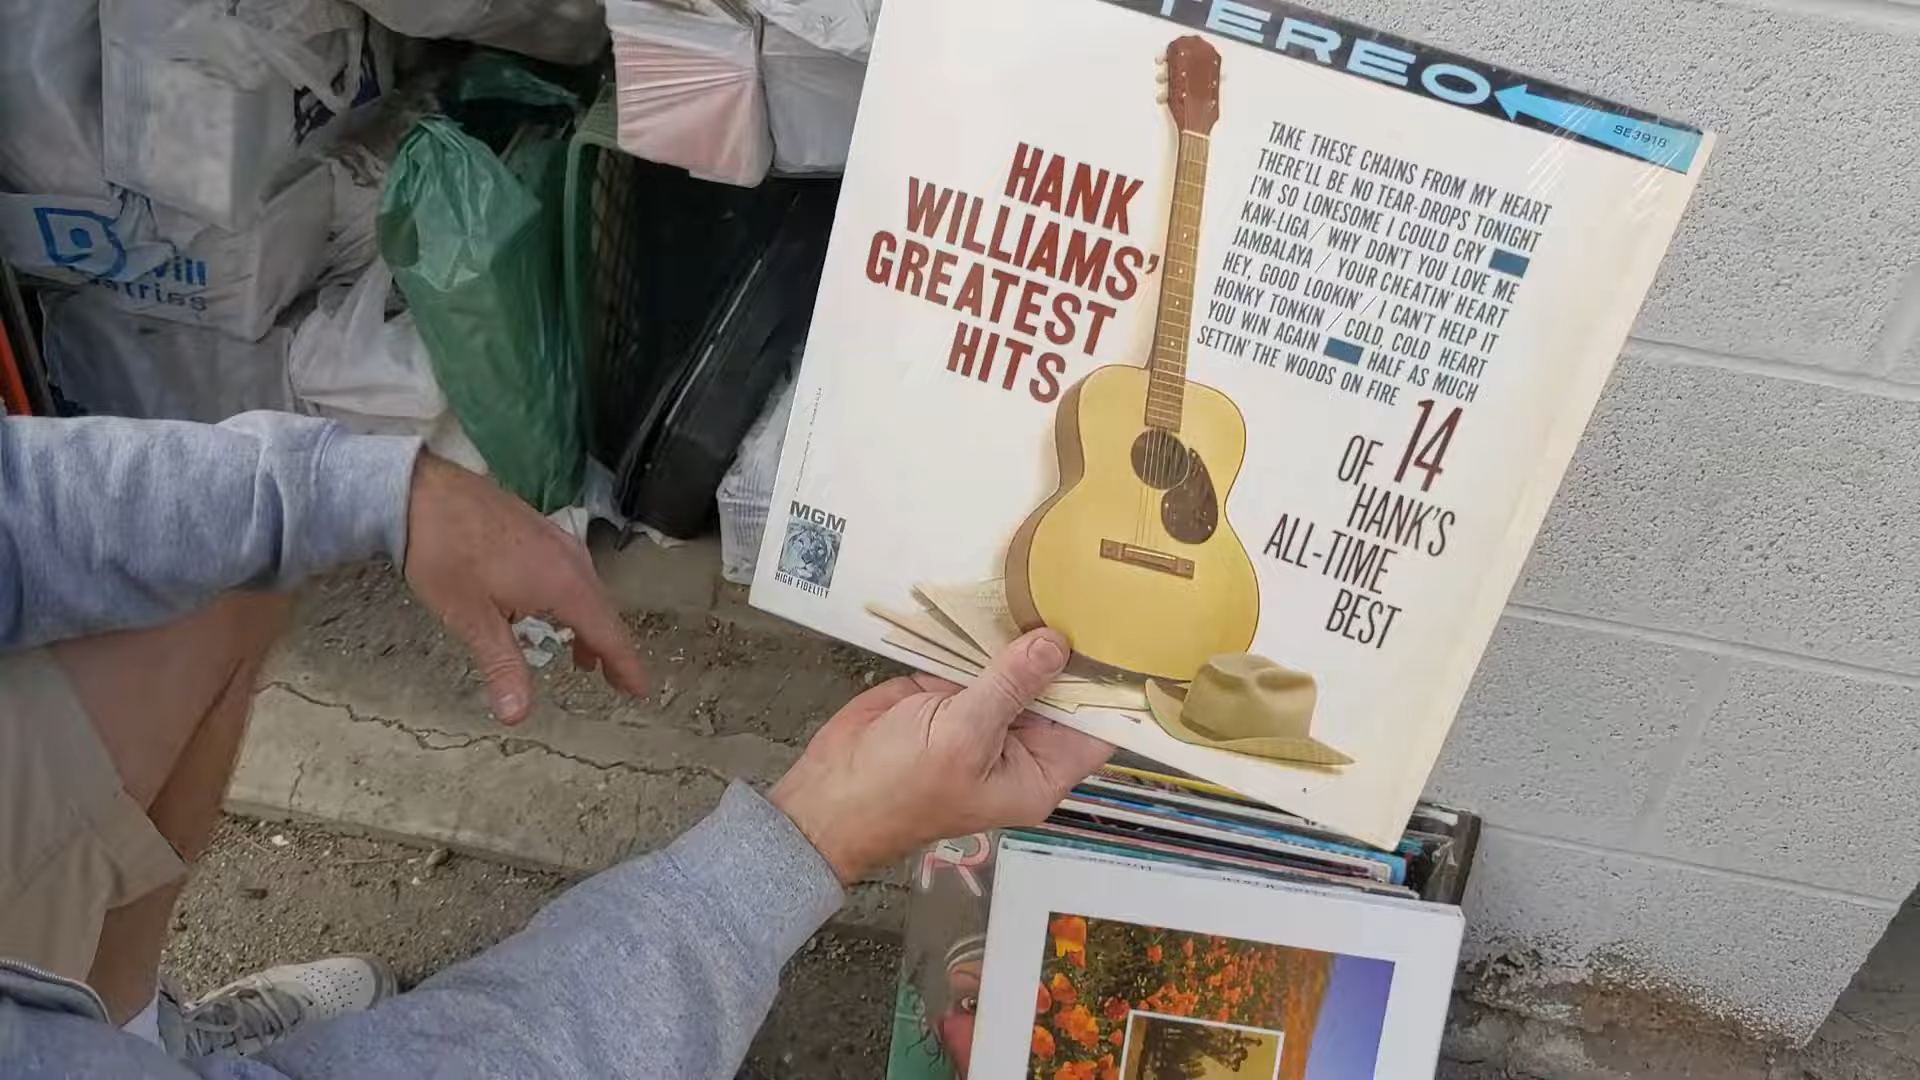 TEREO
SE3918
HANK
WILLIAMS'
GREATEST
HITS
TAKE THESE CHAINS FROM MY HEART
THERE'LL BE NO TEAR-DROPS TONIGHT
I'M SO LONESOME I COULD CRY
KAW-LIGA / WHY DON'T YOU LOVE ME
JAMBALAYA / YOUR CHEATIN' HEART
HEY, GOOD LOOKIN' / I CAN'T HELP IT
HONKY TONKIN / COLD, COLD HEART
YOU WIN AGAIN HALF AS MUCH
SETTIN' THE WOODS ON FIRE
14
OF HANK'S
ALL-TIME
BEST
MGM
HIGH FIDELITY
R